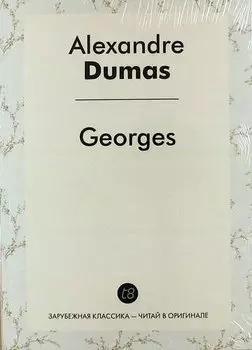 Alexandre
Dumas
Georges
t8
ЗАРУБЕЖНАЯ КЛАССИКА — ЧИТАЙ В ОРИГИНАЛЕ